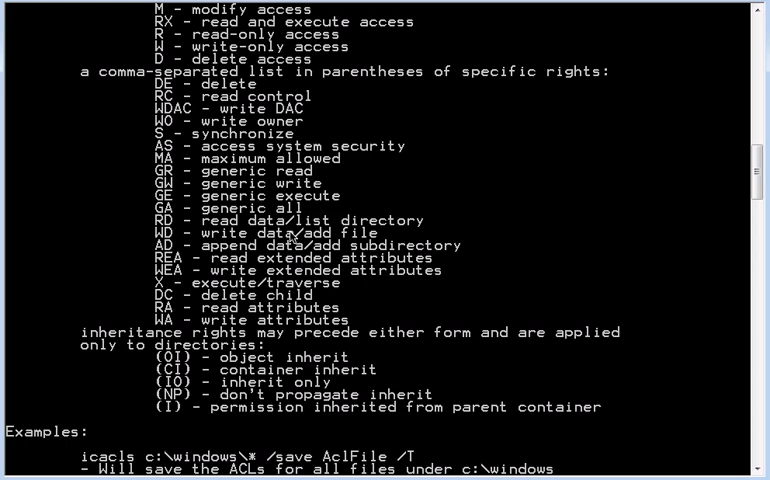 M - modify access
RX - read and execute access
R - read-only access
W - write-only access
D - delete access
a comma-separated list in parentheses of specific rights:
DE - delete
RC - read control
WDAC - write DAC
WO - write owner
S - synchronize
AS - access system security
MA - maximum allowed
GR - generic read
GW - generic write
GE - generic execute
GA - generic all
RD - read data/list directory
WD - write data/add file
AD - append data/add subdirectory
REA - read extended attributes
WEA - write extended attributes
X - execute/traverse
DC - delete child
RA - read attributes
WA - write attributes
inheritance rights may precede either form and are applied
only to directories:
(OI) - object inherit
(CI) - container inherit
(IO) - inherit only
(NP) - don't propagate inherit
(I) - permission inherited from parent container
Examples:
icacls c:\windows\* /save AclFile /T
- Will save the ACLs for all files under c:\windows